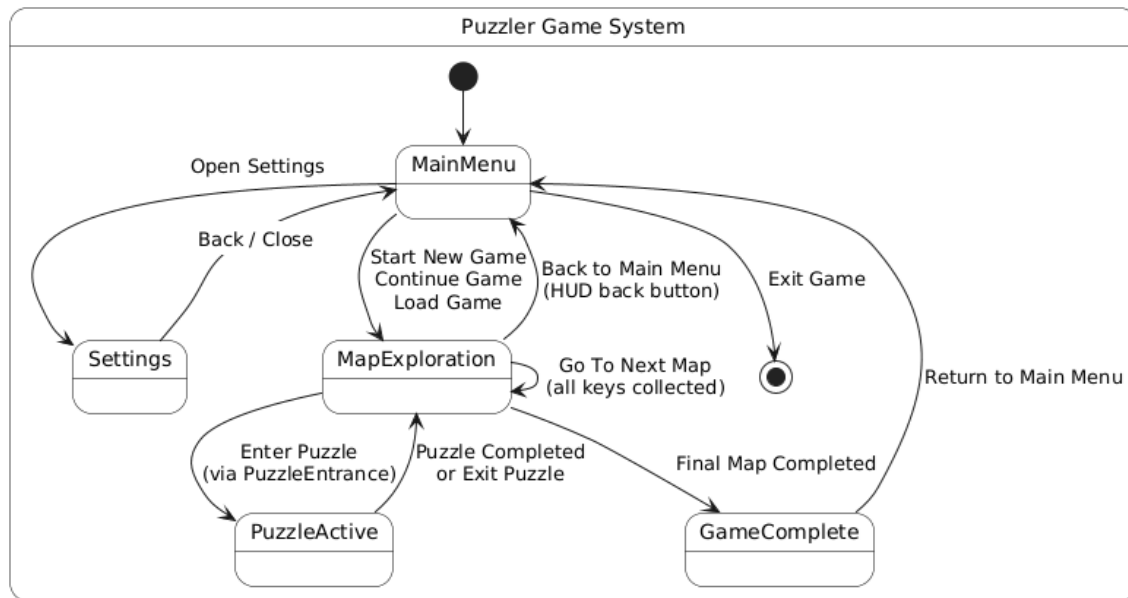 Puzzler Game System
MainMenu
Open Settings
Back / Close
Start New Game
Continue Game
Load Game
Back to Main Menu
(HUD back button)
Exit Game
Settings
MapExploration
Go To Next Map
(all keys collected)
Return to Main Menu
Enter Puzzle
(via PuzzleEntrance)
Puzzle Completed
or Exit Puzzle
Final Map Completed
PuzzleActive
GameComplete